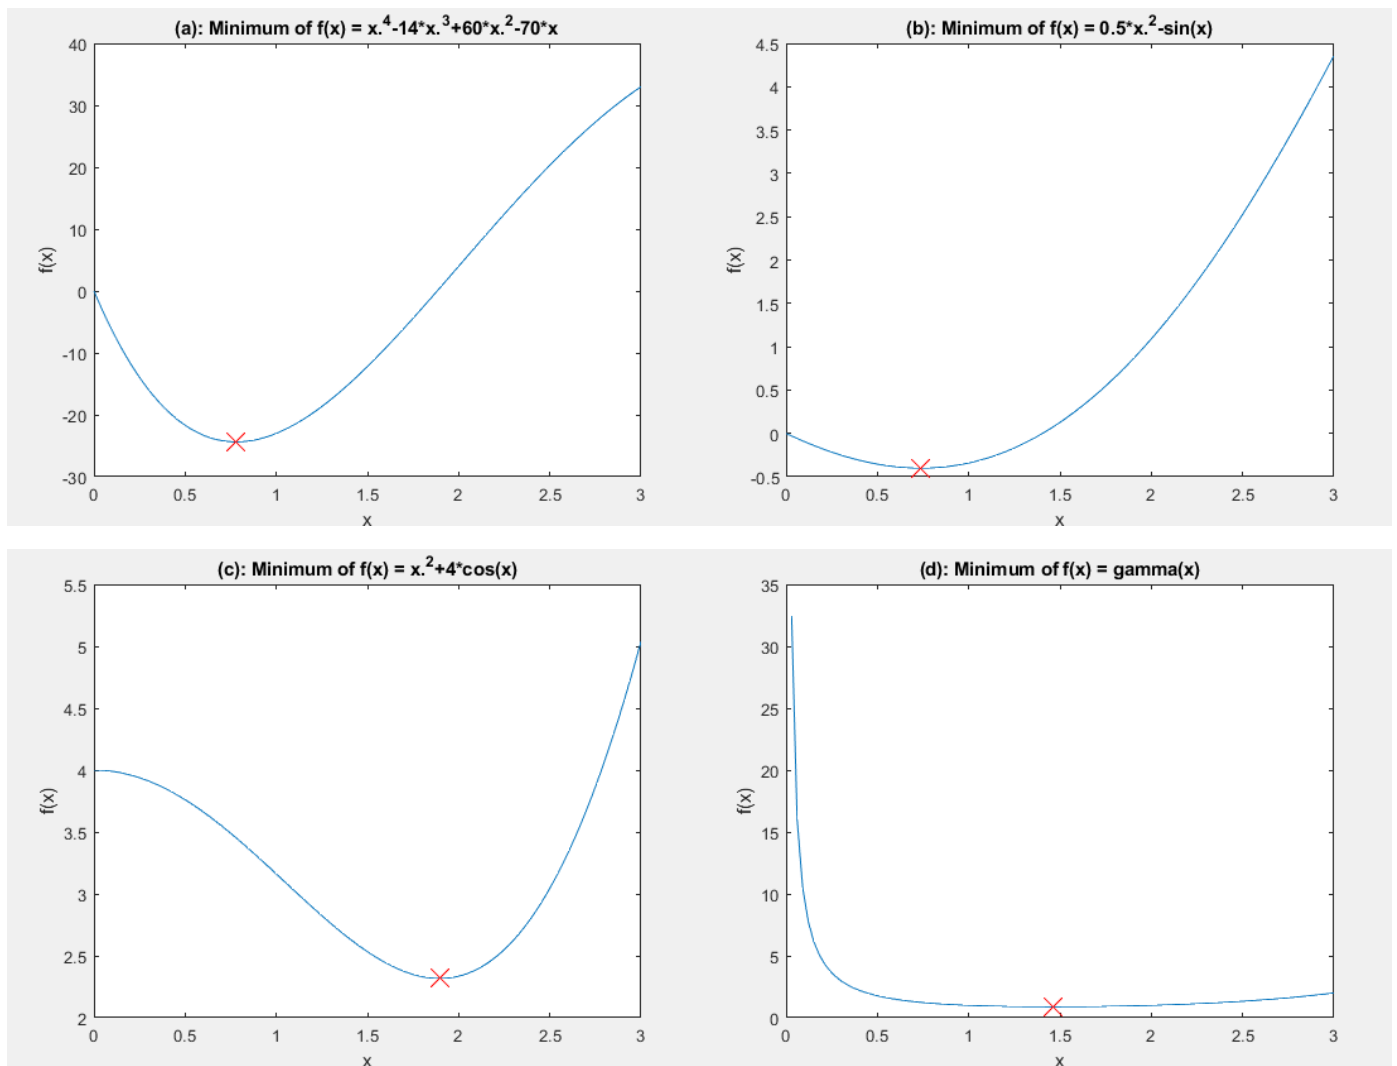 (a): Minimum of f(x) = x.^4-14*x.^3+60*x.^2-70*x
40
30
20
10
0
-10
-20
-30
f(x)
0 0.5 1 1.5 2 2.5 3
x
(b): Minimum of f(x) = 0.5*x.^2-sin(x)
4.5
4
3.5
3
2.5
2
1.5
1
0.5
0
-0.5
f(x)
0 0.5 1 1.5 2 2.5 3
x
(c): Minimum of f(x) = x.^2+4*cos(x)
5.5
5
4.5
4
3.5
3
2.5
2
f(x)
0 0.5 1 1.5 2 2.5 3
x
(d): Minimum of f(x) = gamma(x)
35
30
25
20
15
10
5
0
f(x)
0 0.5 1 1.5 2 2.5 3
x